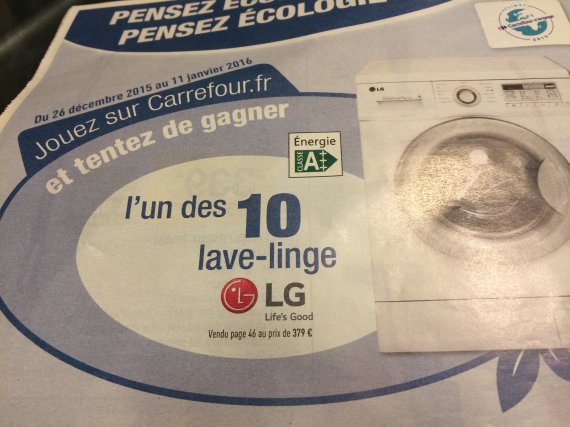 PENSEZ ÉCO
PENSEZ ÉCOLOGIE
Du 26 décembre 2015 au 11 janvier 2016
Jouez sur Carrefour.fr
et tentez de gagner
Énergie
CLASSE
A++
l'un des 10
lave-linge
LG
Life's Good
Vendu page 46 au prix de 379 €
LG